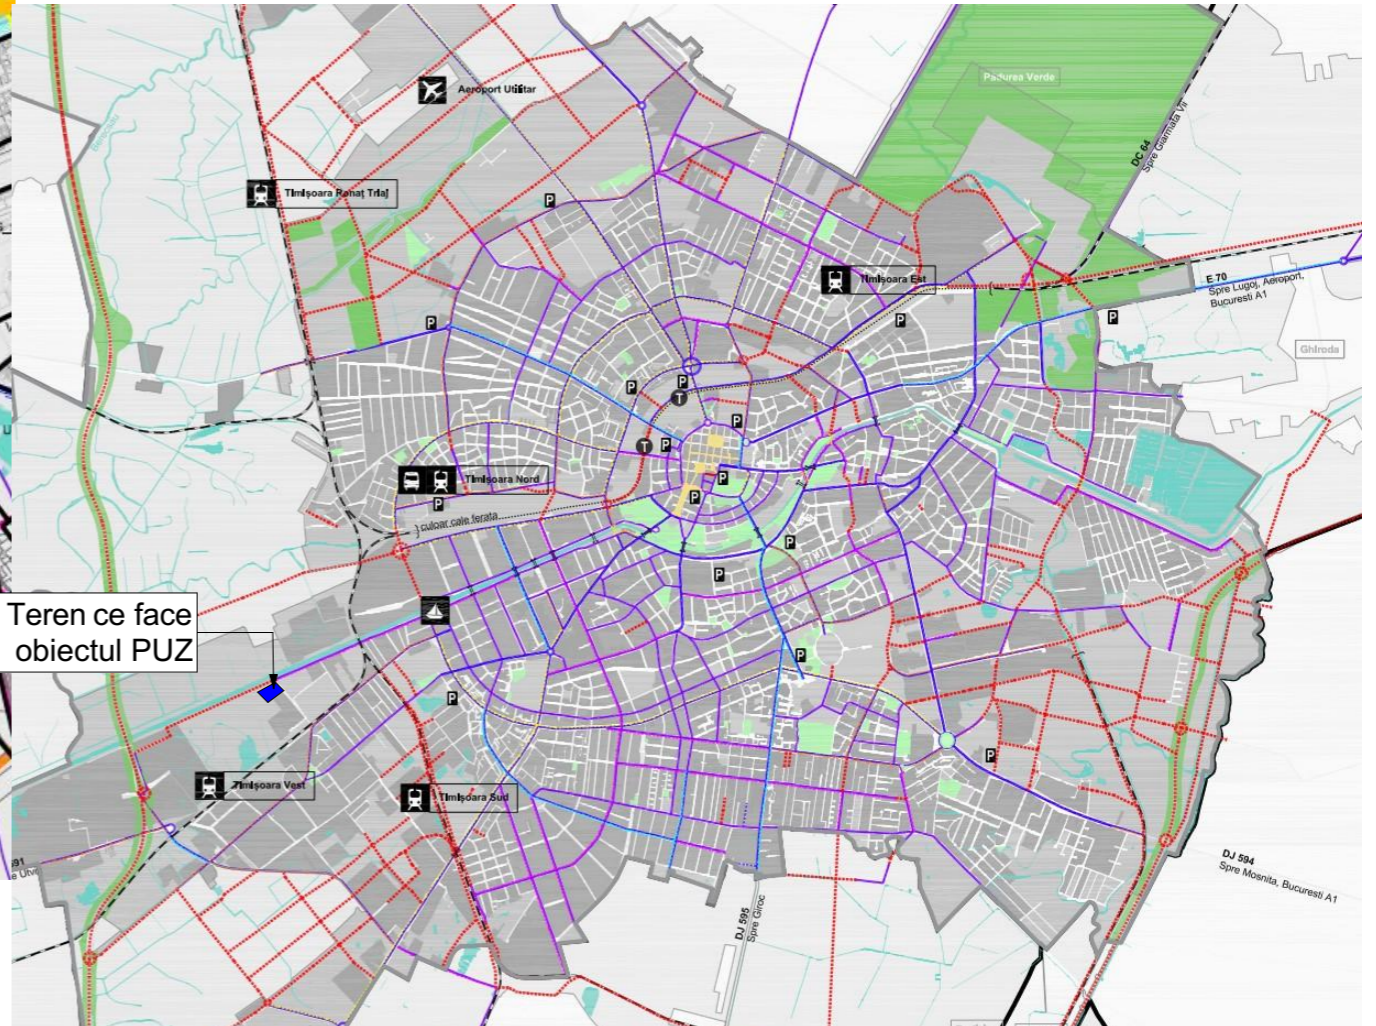 Padurea Verde
Aeroport Utilitar
DC 64
Spre Giarmata Vii
Timișoara Ronaț Triaj
P
Timișoara Est
E 70
Spre Lugoj, Aeroport,
Bucuresti A1
P
P
P
Ghiroda
P
P
T
P
T
P
Timișoara Nord
P
P
P
} culoar cale ferata
P
P
Teren ce face
obiectul PUZ
P
P
P
Timișoara Vest
Timișoara Sud
DJ 594
Spre Mosnita, Bucuresti A1
DJ 595
Spre Giroc